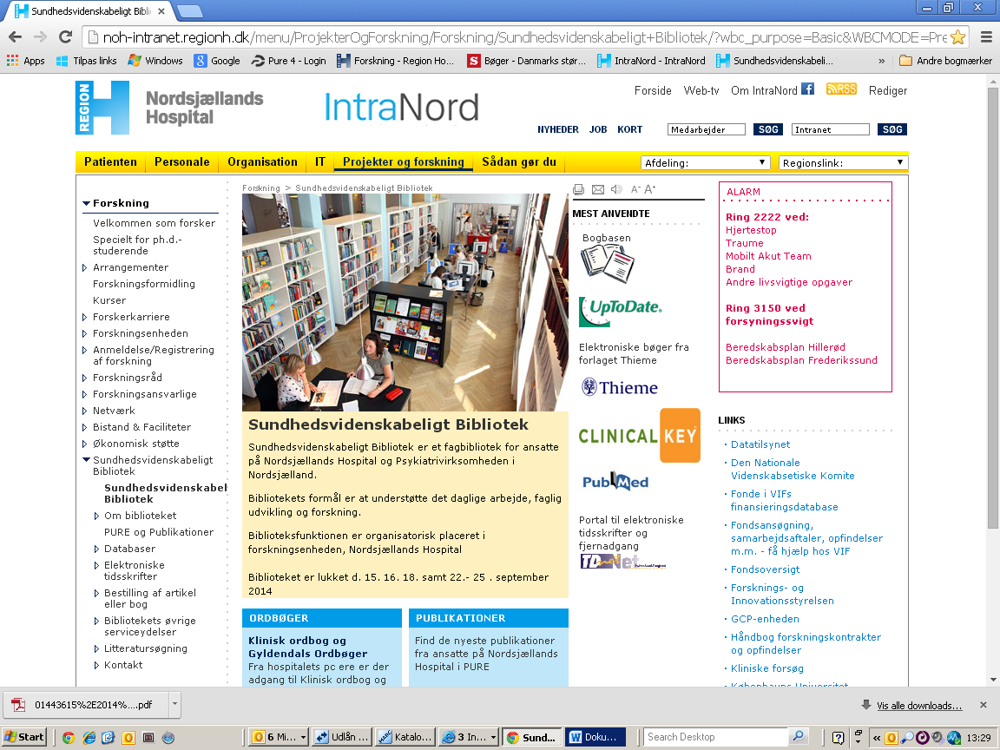 Sundhedsvidenskabeligt Bibli
noh-intranet.regionh.dk/menu/ProjekterOgForskning/Forskning/Sundhedsvidenskabeligt+Bibliotek/?wbc_purpose=Basic&WBCMODE=Pre
Apps Tilpas links Windows Google Pure 4 - Login Forskning - Region Ho... Bøger - Danmarks stør... IntraNord - IntraNord Sundhedsvidenskabeli... » Andre bogmærker
REGION
Nordsjællands
Hospital
IntraNord
Forside Web-tv Om IntraNord RSS Rediger
NYHEDER JOB KORT Medarbejder SØG Intranet SØG
Patienten Personale Organisation IT Projekter og forskning Sådan gør du Afdeling: Regionslink:
Forskning
Velkommen som forsker
Specielt for ph.d.-
studerende
Arrangementer
Forskningsformidling
Kurser
Forskerkarriere
Forskningsenheden
Anmeldelse/Registrering
af forskning
Forskningsråd
Forskningsansvarlige
Netværk
Bistand & Faciliteter
Økonomisk støtte
Sundhedsvidenskabeligt
Bibliotek
Sundhedsvidenskabel
Bibliotek
Om biblioteket
PURE og Publikationer
Databaser
Elektroniske
tidsskrifter
Bestilling af artikel
eller bog
Bibliotekets øvrige
serviceydelser
Litteratursøgning
Kontakt
Forskning > Sundhedsvidenskabeligt Bibliotek
Sundhedsvidenskabeligt Bibliotek
Sundhedsvidenskabeligt Bibliotek er et fagbibliotek for ansatte
på Nordsjællands Hospital og Psykiatrivirksomheden i
Nordsjælland.
Bibliotekets formål er at understøtte det daglige arbejde, faglig
udvikling og forskning.
Biblioteksfunktionen er organisatorisk placeret i
forskningsenheden, Nordsjællands Hospital
Biblioteket er lukket d. 15. 16. 18. samt 22.- 25 . september
2014
ORDBØGER
Klinisk ordbog og
Gyldendals Ordbøger
Fra hospitalets pc ere er der
adgang til Klinisk ordbog og
PUBLIKATIONER
Find de nyeste publikationer
fra ansatte på Nordsjællands
Hospital i PURE
A- A+
MEST ANVENDTE
Bogbasen
UpToDate.
Elektroniske bøger fra
forlaget Thieme
Thieme
CLINICAL KEY
PubMed
Portal til elektroniske
tidsskrifter og
fjernadgang
TDNet
ALARM
Ring 2222 ved:
Hjertestop
Traume
Mobilt Akut Team
Brand
Andre livsvigtige opgaver
Ring 3150 ved
forsyningssvigt
Beredskabsplan Hillerød
Beredskabsplan Frederikssund
LINKS
Datatilsynet
Den Nationale
Videnskabsetiske Komite
Fonde i VIFs
finansieringsdatabase
Fondsansøgning,
samarbejdsaftaler, opfindelser
m.m. - få hjælp hos VIF
Fondsoversigt
Forsknings- og
Innovationsstyrelsen
GCP-enheden
Håndbog forskningskontrakter
og opfindelser
Kliniske forsøg
Københavns Universitet
01443615%2E2014%....pdf Vis alle downloads...
Start 6 Mi... Udlån ... Katalo... 3 In... Sund... Doku... Search Desktop « 13:29